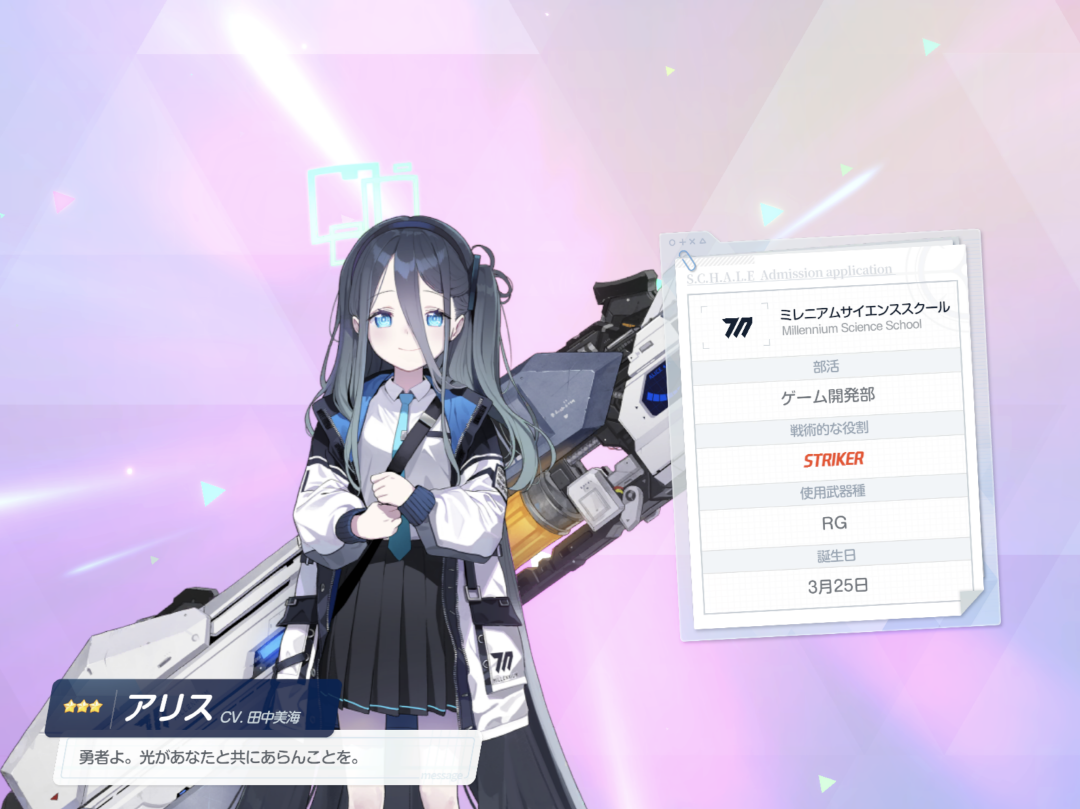 S.C.H.A.L.E Admission application
ミレニアムサイエンススクール
Millennium Science School
部活
ゲーム開発部
戦術的な役割
STRIKER
使用武器種
RG
誕生日
3月25日
アリス CV. 田中美海
勇者よ。光があなたと共にあらんことを。
message